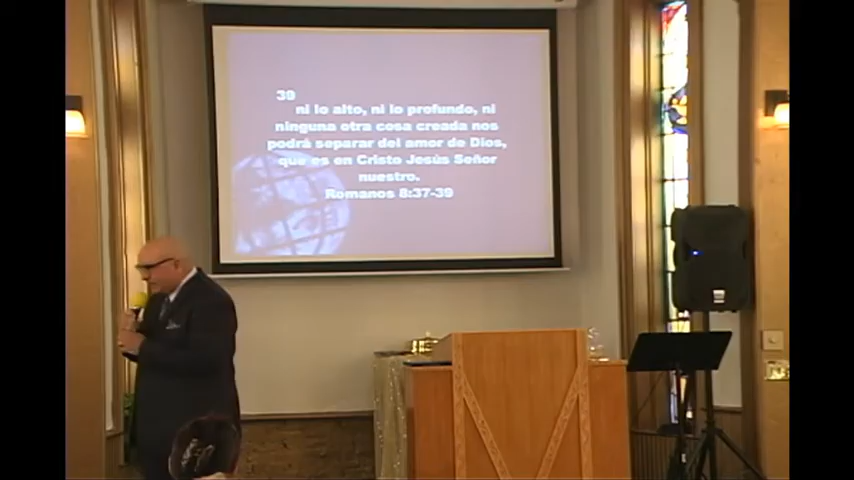 39
ni lo alto, ni lo profundo, ni
ninguna otra cosa creada nos
podrá separar del amor de Dios,
que es en Cristo Jesús Señor
nuestro.
Romanos 8:37-39